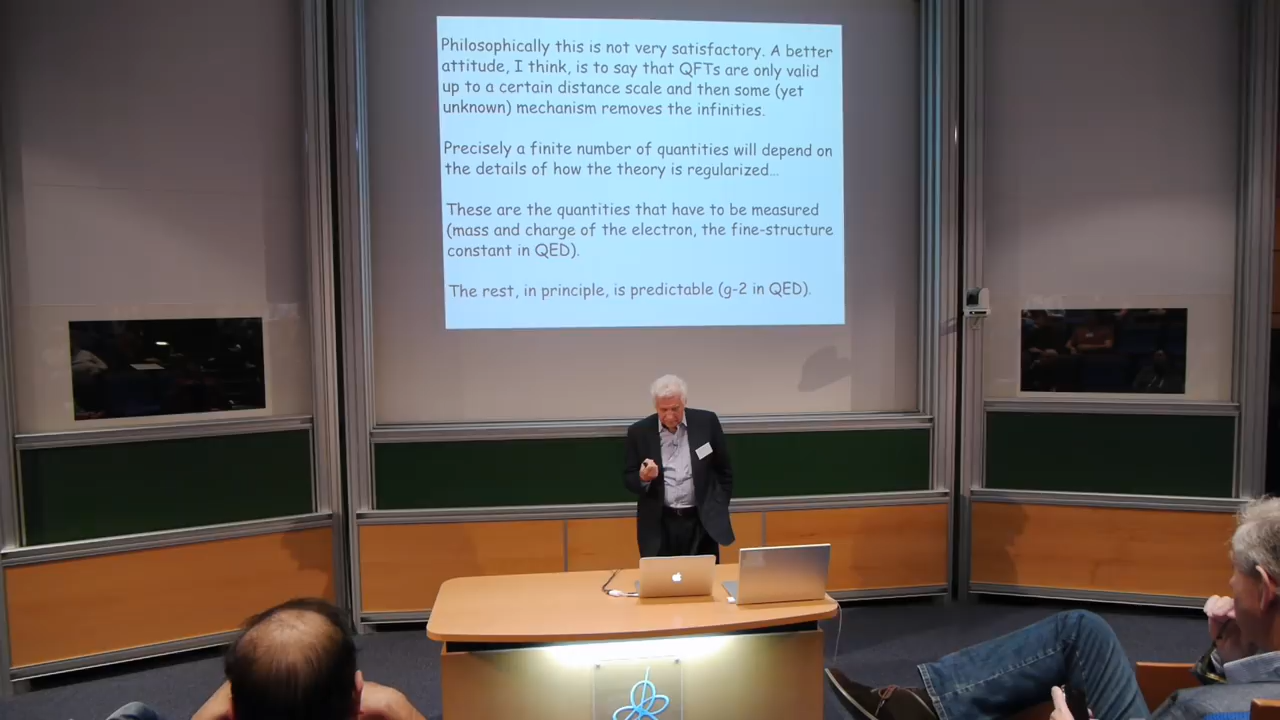 Philosophically this is not very satisfactory. A better
attitude, I think, is to say that QFTs are only valid
up to a certain distance scale and then some (yet
unknown) mechanism removes the infinities.
Precisely a finite number of quantities will depend on
the details of how the theory is regularized...
These are the quantities that have to be measured
(mass and charge of the electron, the fine-structure
constant in QED).
The rest, in principle, is predictable (g-2 in QED).